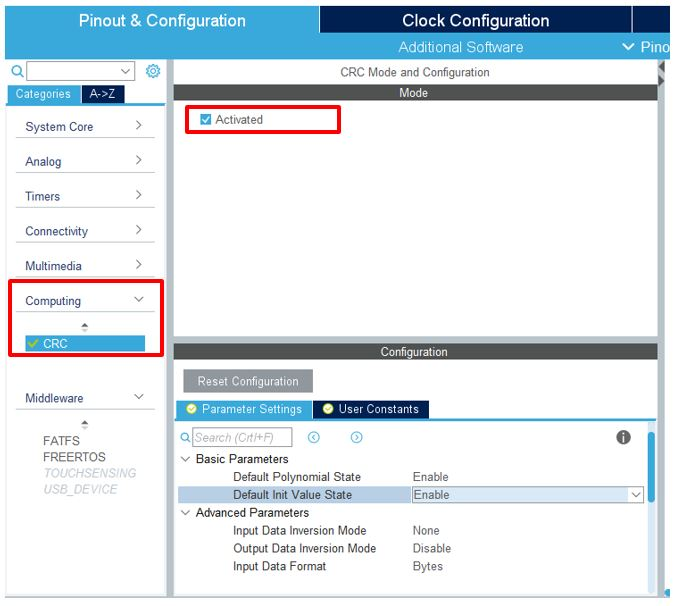 Pinout & Configuration
Clock Configuration
Additional Software
Pino
CRC Mode and Configuration
Categories
A->Z
Mode
Activated
System Core
Analog
Timers
Connectivity
Multimedia
Computing
CRC
Middleware
FATFS
FREERTOS
TOUCHSENSING
USB_DEVICE
Configuration
Reset Configuration
Parameter Settings
User Constants
Search (Crtl+F)
Basic Parameters
Default Polynomial State Enable
Default Init Value State Enable
Advanced Parameters
Input Data Inversion Mode None
Output Data Inversion Mode Disable
Input Data Format Bytes